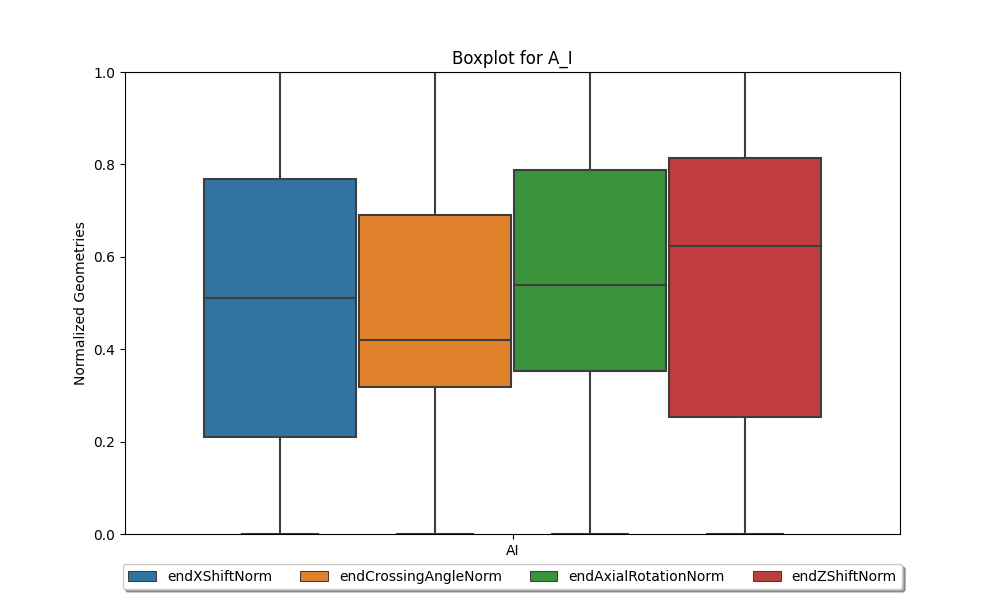 Boxplot for A_I
Normalized Geometries
1.0
0.8
0.6
0.4
0.2
0.0
AI
endXShiftNorm endCrossingAngleNorm endAxialRotationNorm endZShiftNorm